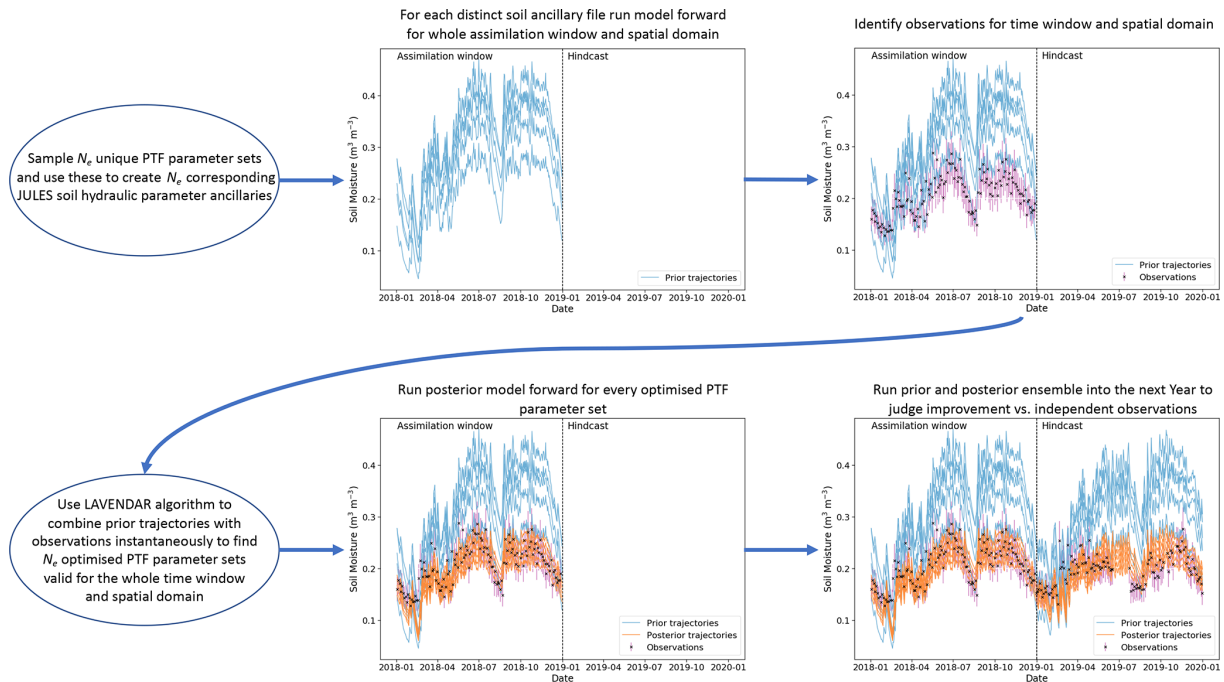 For each distinct soil ancillary file run model forward
for whole assimilation window and spatial domain
Identify observations for time window and spatial domain
Sample Nₑ unique PTF parameter sets
and use these to create Nₑ corresponding
JULES soil hydraulic parameter ancillaries
Assimilation window
Hindcast
Soil Moisture (m³ m⁻³)
0.4
0.3
0.2
0.1
Prior trajectories
2018-01 2018-04 2018-07 2018-10 2019-01 2019-04 2019-07 2019-10 2020-01
Date
Assimilation window
Hindcast
Soil Moisture (m³ m⁻³)
0.4
0.3
0.2
0.1
Prior trajectories
Observations
2018-01 2018-04 2018-07 2018-10 2019-01 2019-04 2019-07 2019-10 2020-01
Date
Use LAVENDAR algorithm to
combine prior trajectories with
observations instantaneously to find
Nₑ optimised PTF parameter sets
valid for the whole time window
and spatial domain
Run posterior model forward for every optimised PTF
parameter set
Assimilation window
Hindcast
Soil Moisture (m³ m⁻³)
0.4
0.3
0.2
0.1
Prior trajectories
Posterior trajectories
Observations
2018-01 2018-04 2018-07 2018-10 2019-01 2019-04 2019-07 2019-10 2020-01
Date
Run prior and posterior ensemble into the next Year to
judge improvement vs. independent observations
Assimilation window
Hindcast
Soil Moisture (m³ m⁻³)
0.4
0.3
0.2
0.1
Prior trajectories
Posterior trajectories
Observations
2018-01 2018-04 2018-07 2018-10 2019-01 2019-04 2019-07 2019-10 2020-01
Date